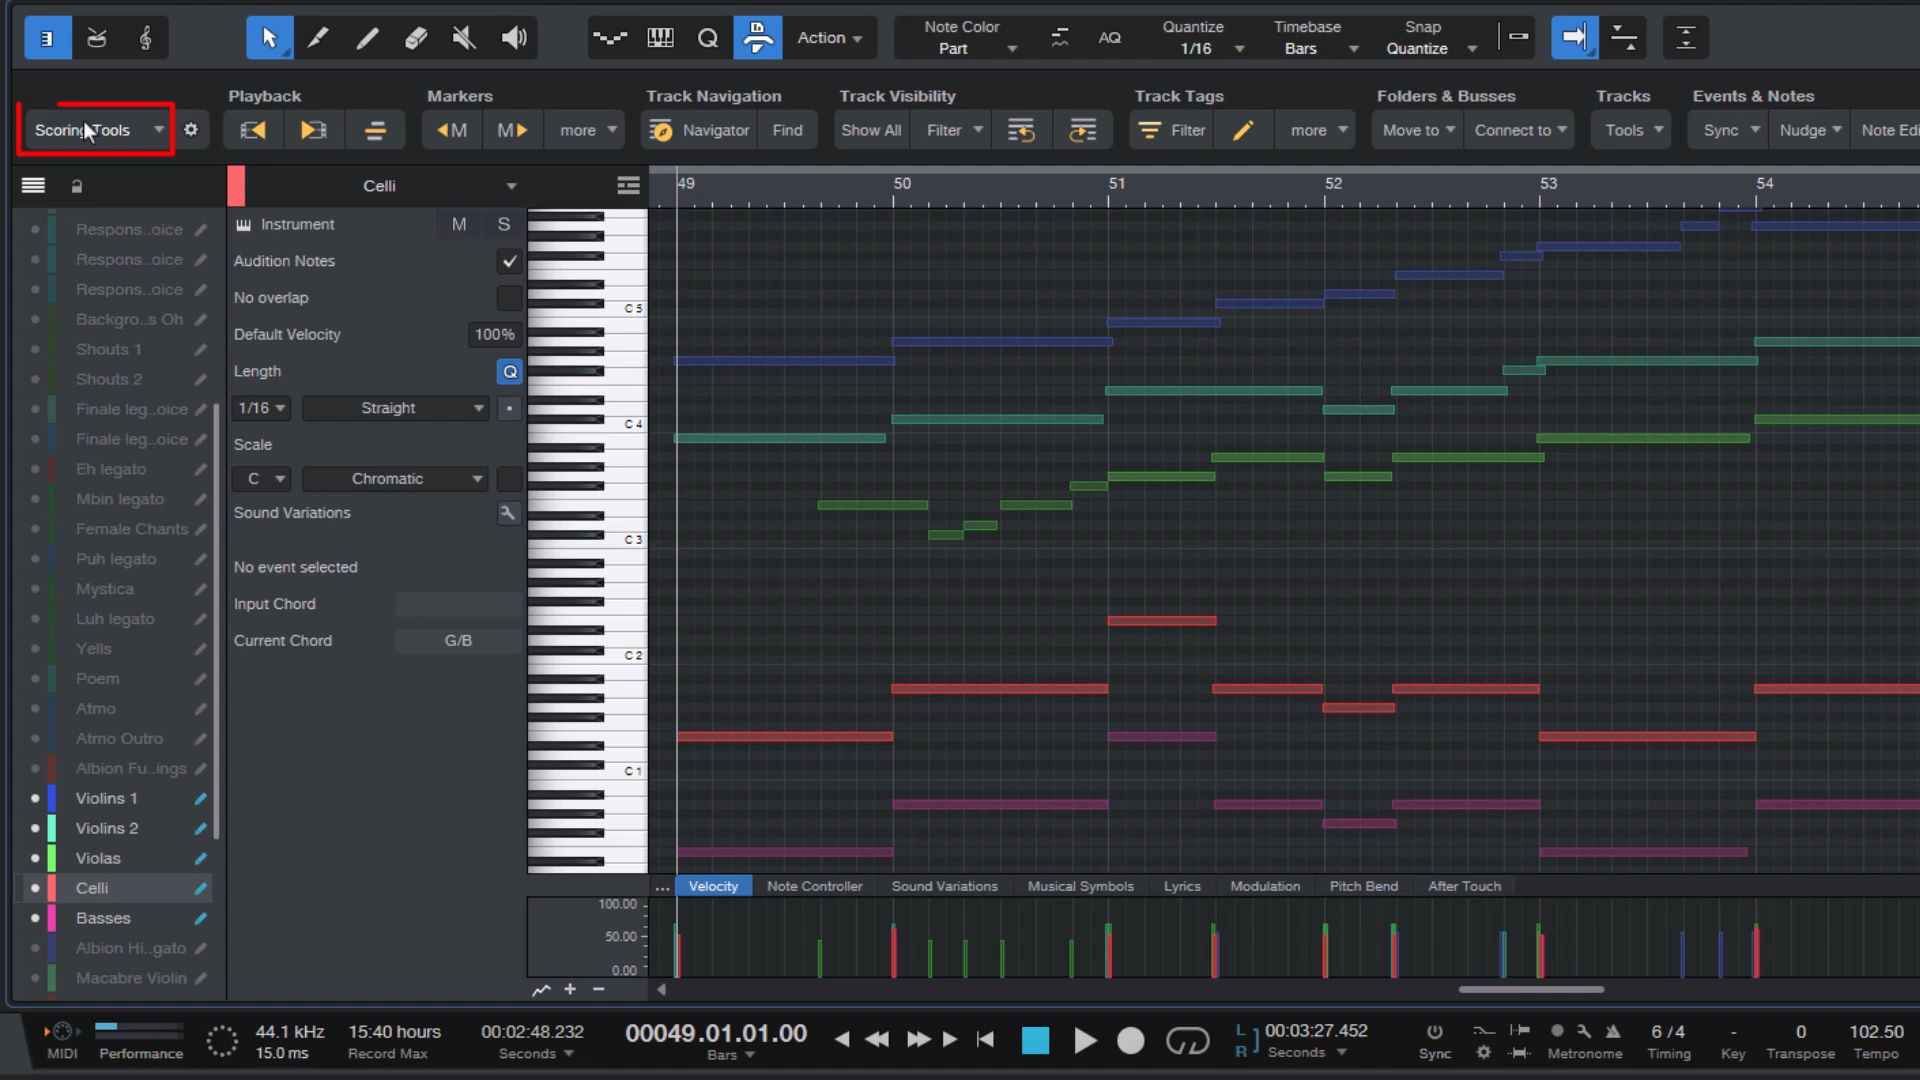 Action
Note Color
Part
AQ
Quantize
1/16
Timebase
Bars
Snap
Quantize
Playback
Markers
Track Navigation
Track Visibility
Track Tags
Folders & Busses
Tracks
Events & Notes
Scoring Tools
M
M
more
Navigator
Find
Show All
Filter
Filter
more
Move to
Connect to
Tools
Sync
Nudge
Note Edi
Celli
49
50
51
52
53
54
Respons..oice
Respons..oice
Respons..oice
Backgro..s Oh
Shouts 1
Shouts 2
Finale leg..oice
Finale leg..oice
Eh legato
Mbin legato
Female Chants
Puh legato
Mystica
Luh legato
Yells
Poem
Atmo
Atmo Outro
Albion Fu..ings
Violins 1
Violins 2
Violas
Celli
Basses
Albion Hi..gato
Macabre Violin
Instrument
M
S
Audition Notes
No overlap
Default Velocity
100%
Length
Q
1/16
Straight
Scale
C
Chromatic
Sound Variations
No event selected
Input Chord
Current Chord
G/B
C 5
C 4
C 3
C 2
C 1
...
Velocity
Note Controller
Sound Variations
Musical Symbols
Lyrics
Modulation
Pitch Bend
After Touch
100.00
50.00
0.00
MIDI
Performance
44.1 kHz
15.0 ms
15:40 hours
Record Max
00:02:48.232
Seconds
00049.01.01.00
Bars
L
R
00:03:27.452
Seconds
Sync
Metronome
6 / 4
Timing
-
Key
0
Transpose
102.50
Tempo